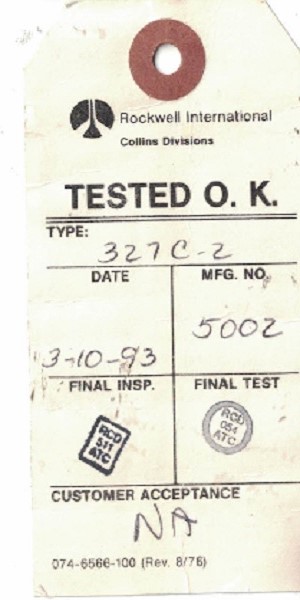 Rockwell International
Collins Divisions
TESTED O. K.
TYPE:
327C-2
DATE
MFG. NO.
3-10-93
5002
FINAL INSP.
FINAL TEST
RCD
511
ATC
RCD
054
ATC
CUSTOMER ACCEPTANCE
NA
074-6566-100 (Rev. 8/76)